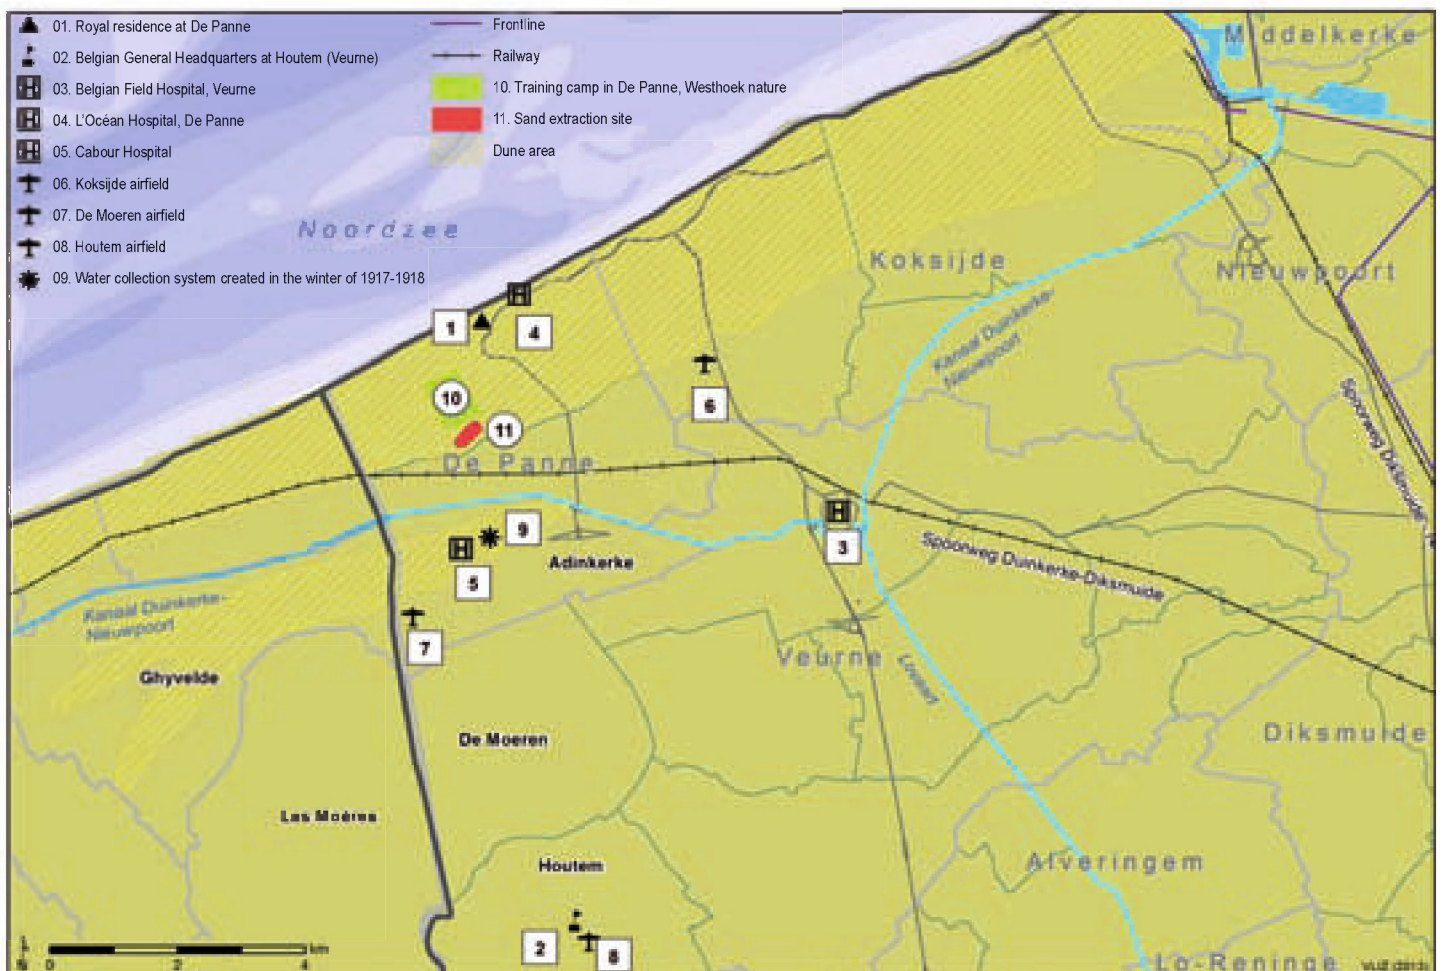 01. Royal residence at De Panne
02. Belgian General Headquarters at Houtem (Veurne)
03. Belgian Field Hospital, Veurne
04. L'Océan Hospital, De Panne
05. Cabour Hospital
06. Koksijde airfield
07. De Moeren airfield
08. Houtem airfield
09. Water collection system created in the winter of 1917-1918
Frontline
Railway
10. Training camp in De Panne, Westhoek nature
11. Sand extraction site
Dune area
Middelkerke
Noordzee
Koksijde
Nieuwpoort
Kanaal Duinkerke-
Nieuwpoort
1
4
6
10
11
De Panne
Spoorweg Diksmuide
9
3
5
Adinkerke
Spoorweg Duinkerke-Diksmuide
Kanaal Duinkerke-
Nieuwpoort
7
Veurne
Ghyvelde
De Moeren
Diksmuide
Les Moëres
Houtem
Alveringem
2
8
Lo-Reninge
km
0
2
4